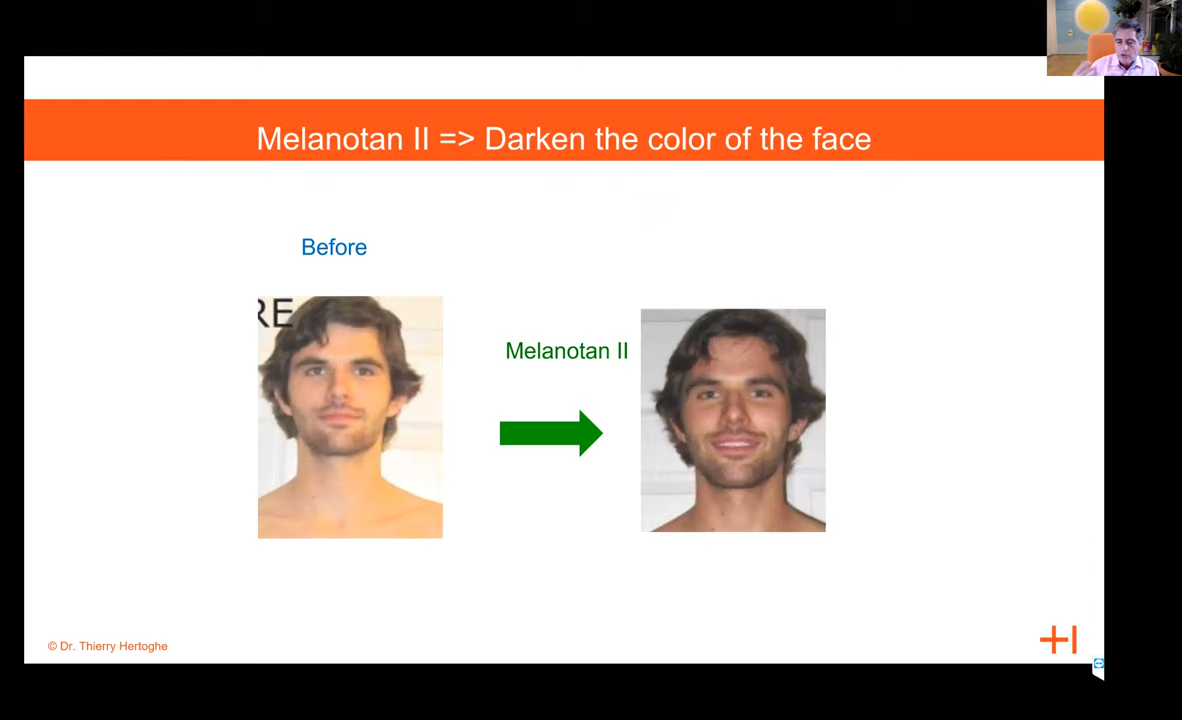 Melanotan II => Darken the color of the face
Before
RE
Melanotan II
© Dr. Thierry Hertoghe